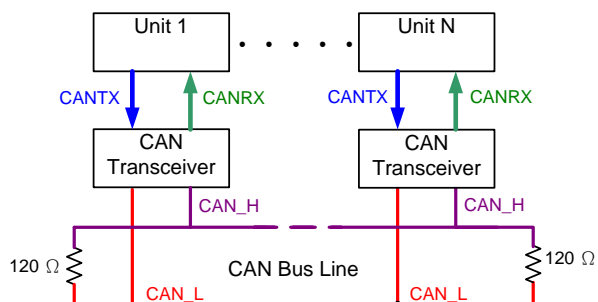 Unit 1
Unit N
CANTX
CANRX
CANTX
CANRX
CAN
Transceiver
CAN
Transceiver
CAN_H
CAN_H
120 Ω
CAN Bus Line
120 Ω
CAN_L
CAN_L